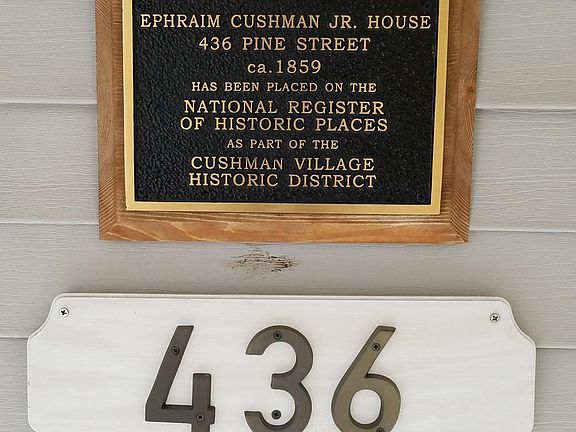 EPHRAIM CUSHMAN JR. HOUSE
436 PINE STREET
ca.1859
HAS BEEN PLACED ON THE
NATIONAL REGISTER
OF HISTORIC PLACES
AS PART OF THE
CUSHMAN VILLAGE
HISTORIC DISTRICT
436